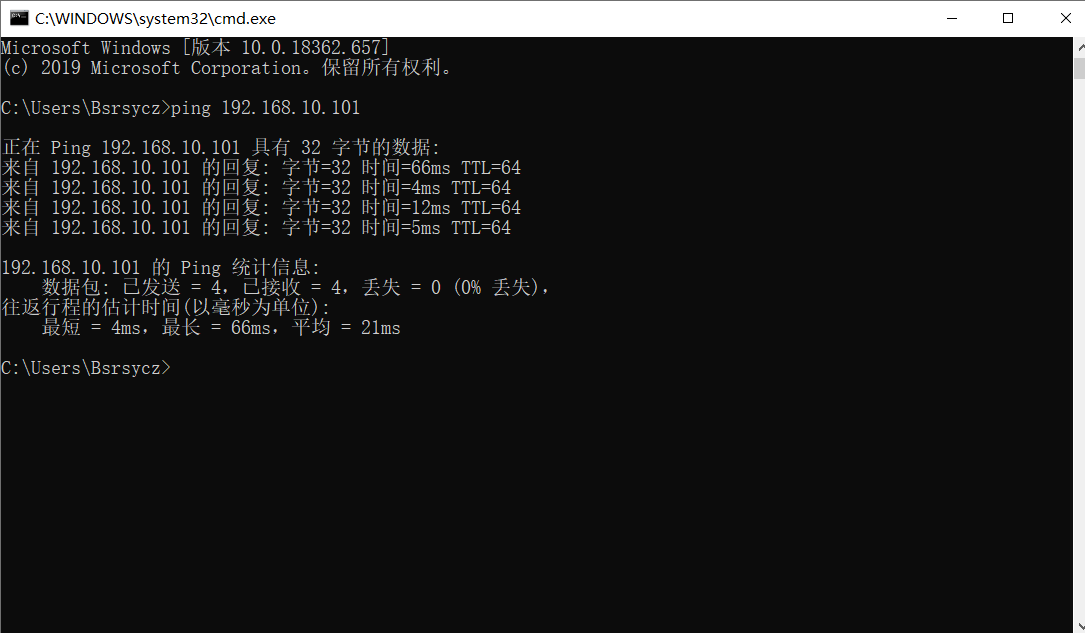 C:\WINDOWS\system32\cmd.exe
Microsoft Windows [版本 10.0.18362.657]
(c) 2019 Microsoft Corporation。保留所有权利。
C:\Users\Bsrsycz>ping 192.168.10.101
正在 Ping 192.168.10.101 具有 32 字节的数据:
来自 192.168.10.101 的回复: 字节=32 时间=66ms TTL=64
来自 192.168.10.101 的回复: 字节=32 时间=4ms TTL=64
来自 192.168.10.101 的回复: 字节=32 时间=12ms TTL=64
来自 192.168.10.101 的回复: 字节=32 时间=5ms TTL=64
192.168.10.101 的 Ping 统计信息:
    数据包: 已发送 = 4，已接收 = 4，丢失 = 0 (0% 丢失)，
往返行程的估计时间(以毫秒为单位):
    最短 = 4ms，最长 = 66ms，平均 = 21ms
C:\Users\Bsrsycz>